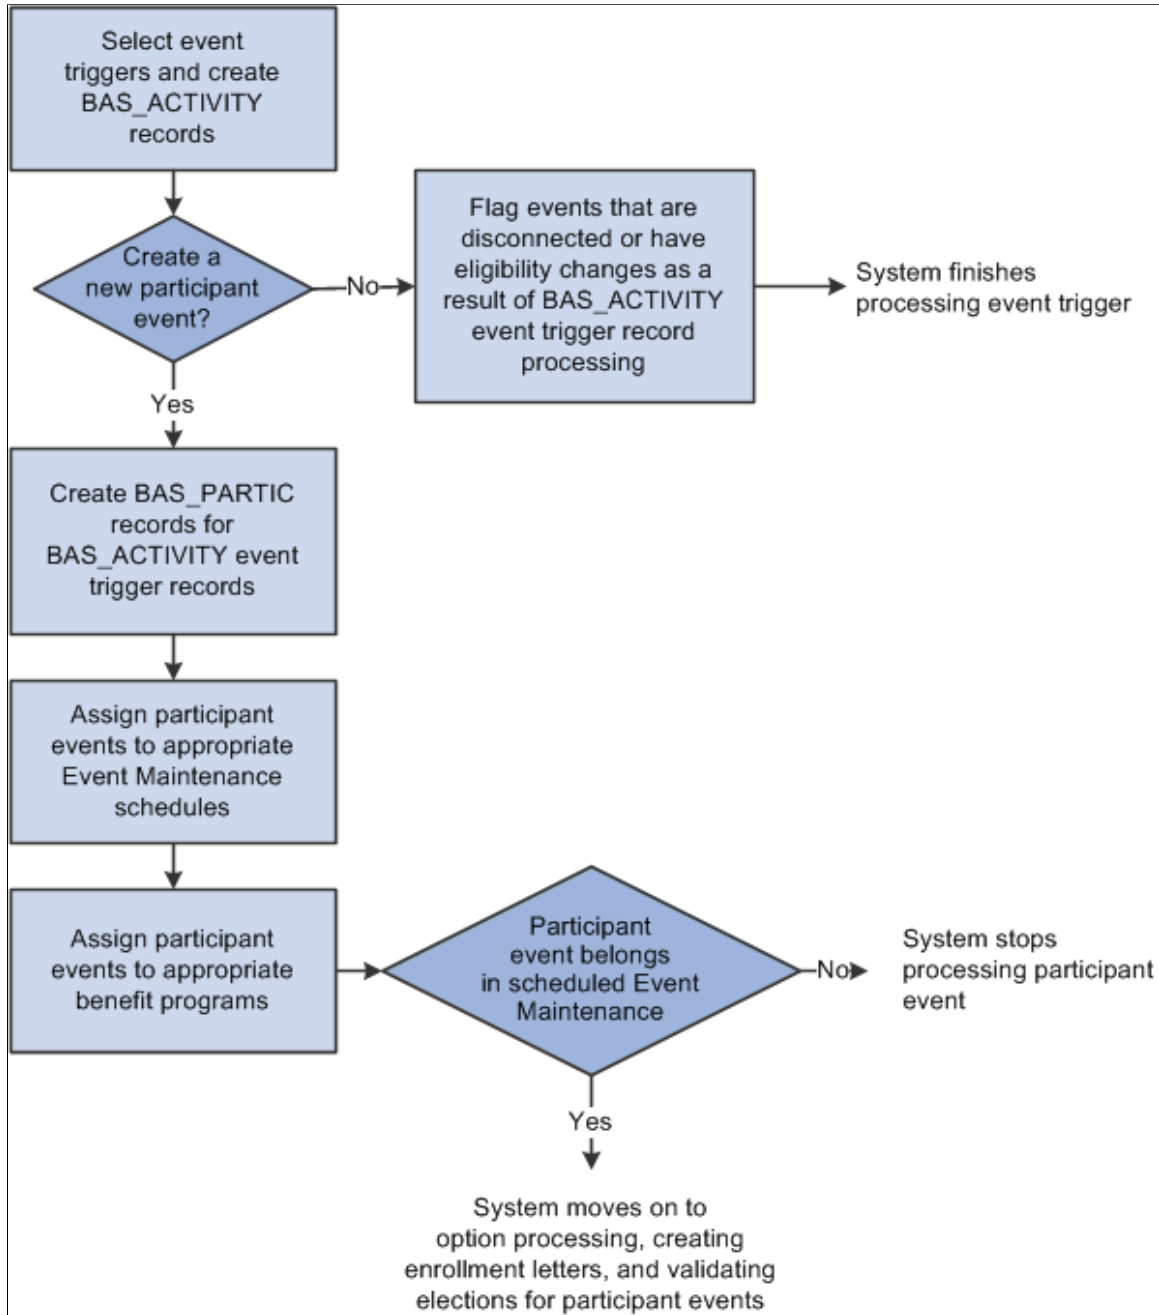 Select event
triggers and create
BAS_ACTIVITY
records
Create a
new participant
event?
No
Flag events that are
disconnected or have
eligibility changes as a
result of BAS_ACTIVITY
event trigger record
processing
System finishes
processing event trigger
Yes
Create BAS_PARTIC
records for
BAS_ACTIVITY event
trigger records
Assign participant
events to appropriate
Event Maintenance
schedules
Assign participant
events to appropriate
benefit programs
Participant
event belongs
in scheduled Event
Maintenance
No
System stops
processing participant
event
Yes
System moves on to
option processing, creating
enrollment letters, and validating
elections for participant events